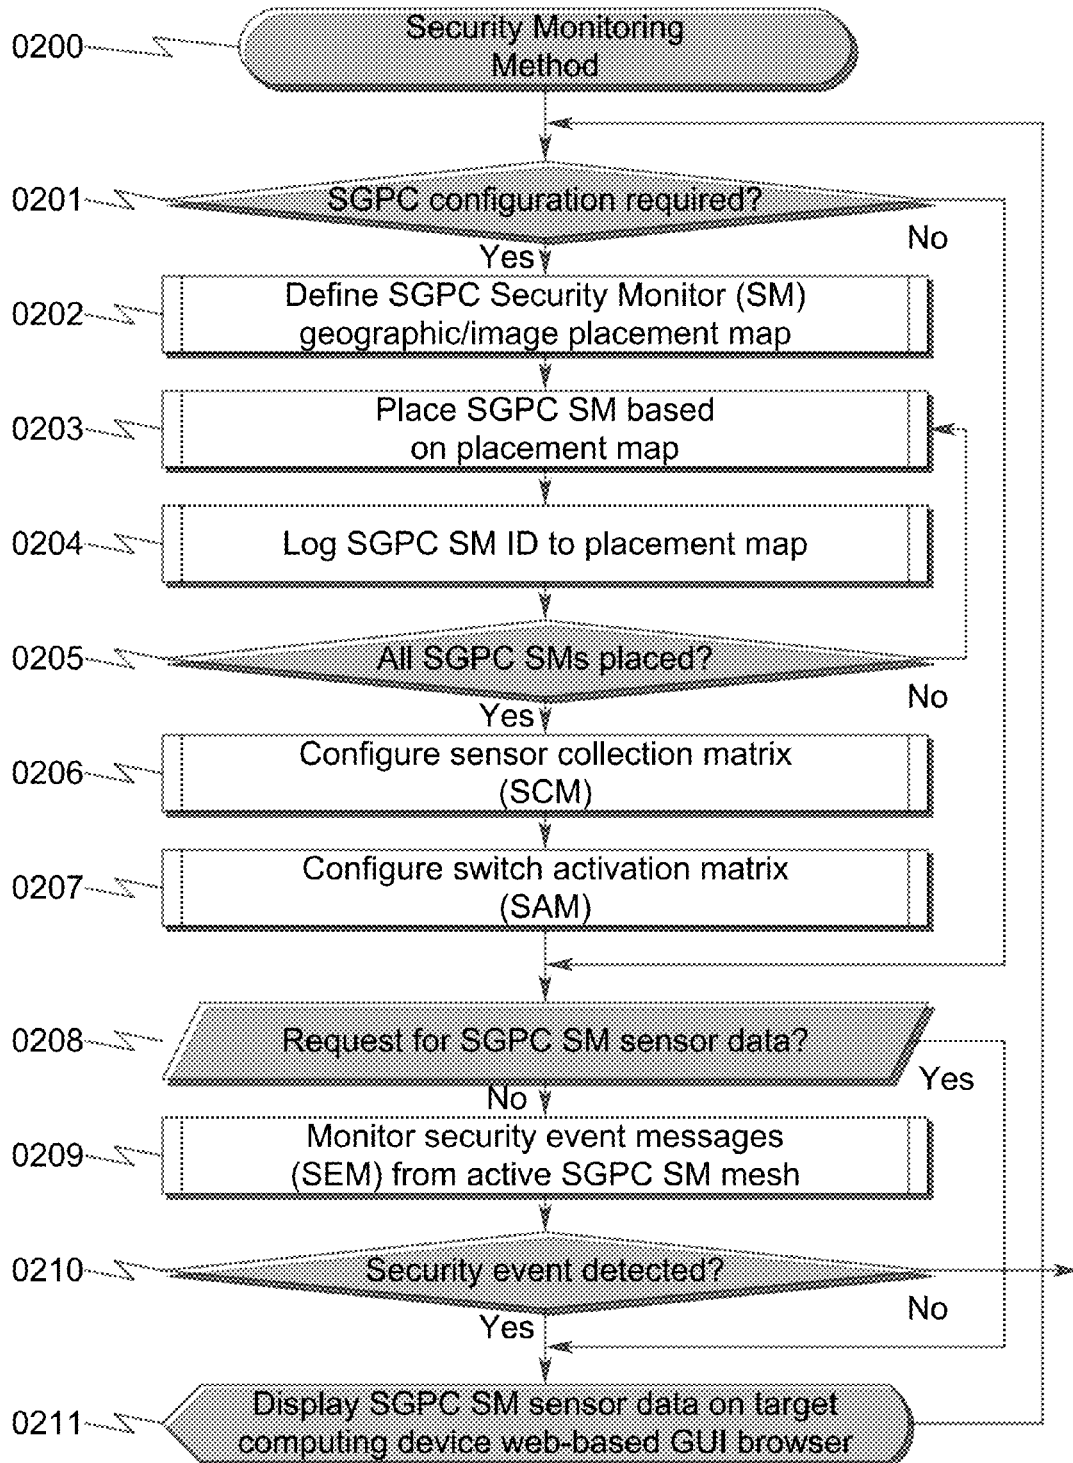 0200
Security Monitoring
Method
0201
SGPC configuration required?
No
Yes
0202
Define SGPC Security Monitor (SM)
geographic/image placement map
0203
Place SGPC SM based
on placement map
0204
Log SGPC SM ID to placement map
0205
All SGPC SMs placed?
No
Yes
0206
Configure sensor collection matrix
(SCM)
0207
Configure switch activation matrix
(SAM)
0208
Request for SGPC SM sensor data?
Yes
No
0209
Monitor security event messages
(SEM) from active SGPC SM mesh
0210
Security event detected?
No
Yes
0211
Display SGPC SM sensor data on target
computing device web-based GUI browser